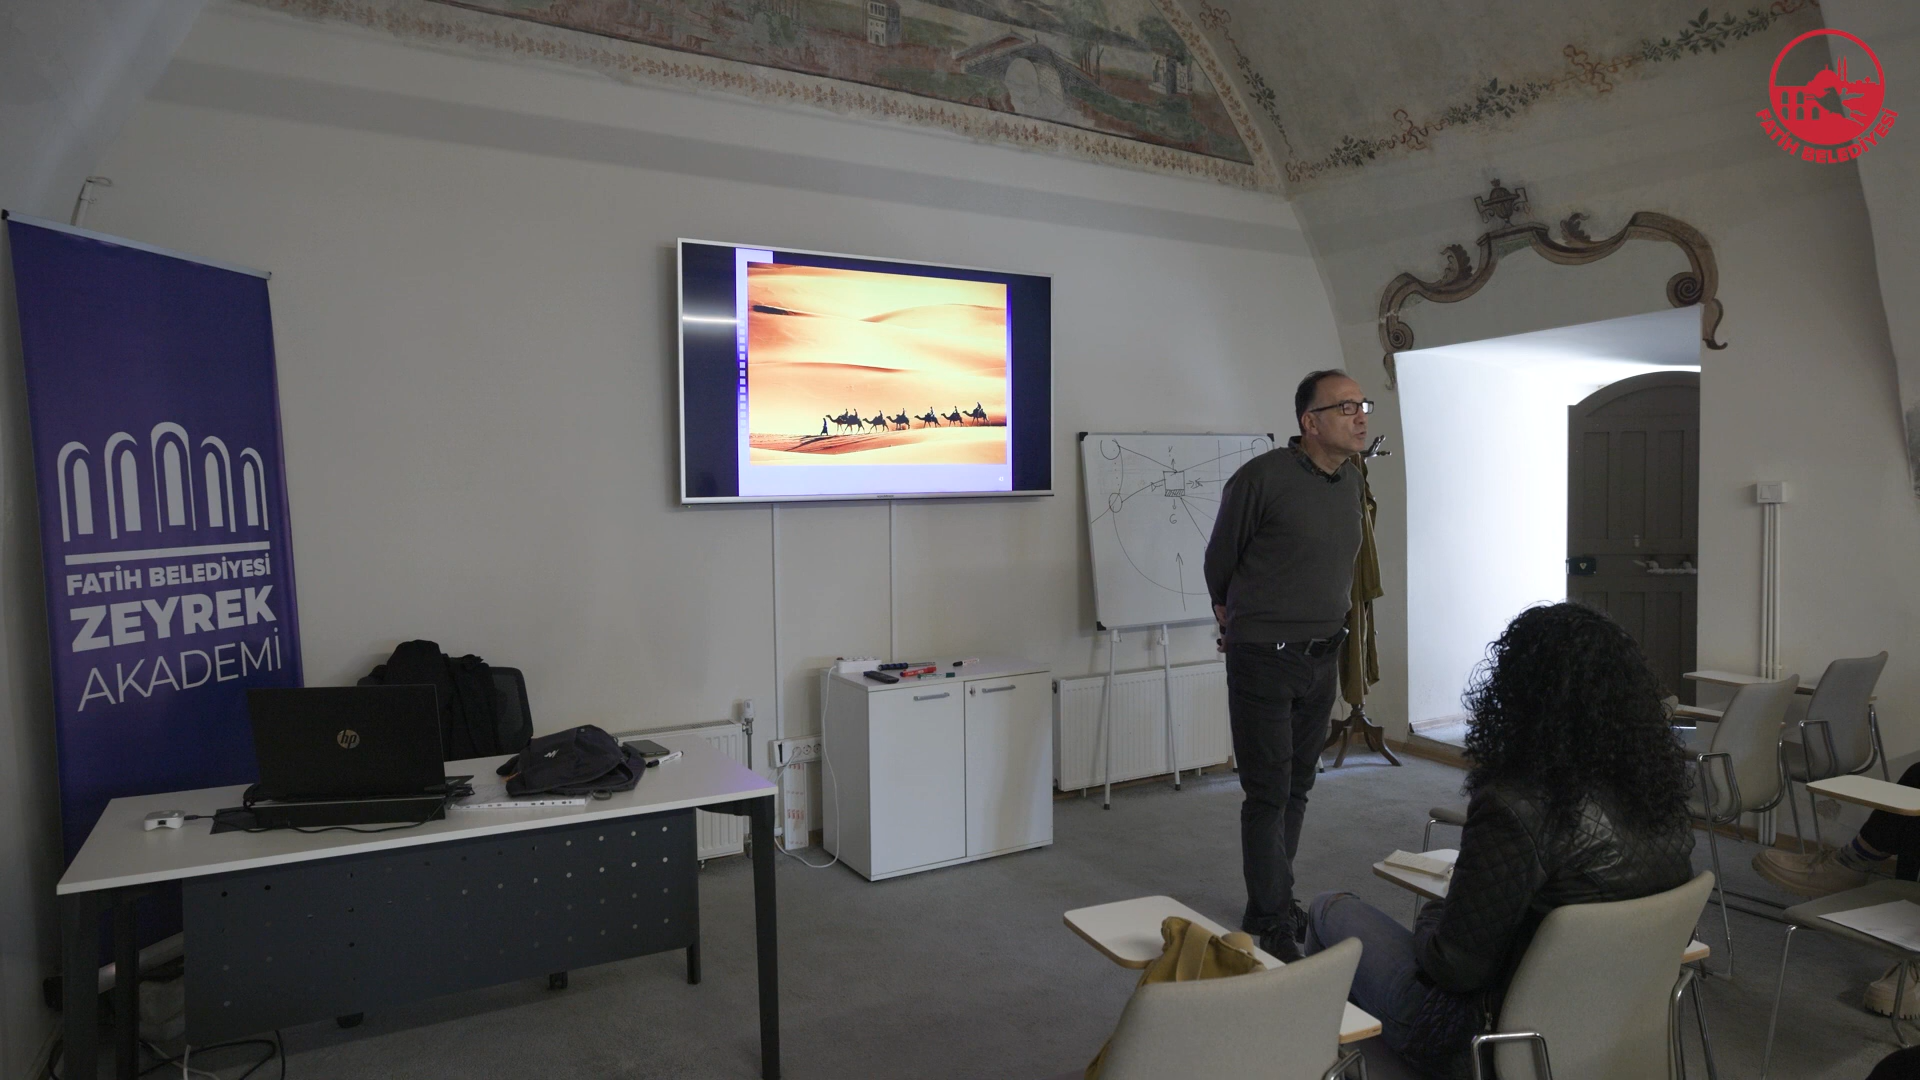 FATİH BELEDİYESİ
FATİH BELEDİYESİ
ZEYREK
AKADEMİ
hp
G